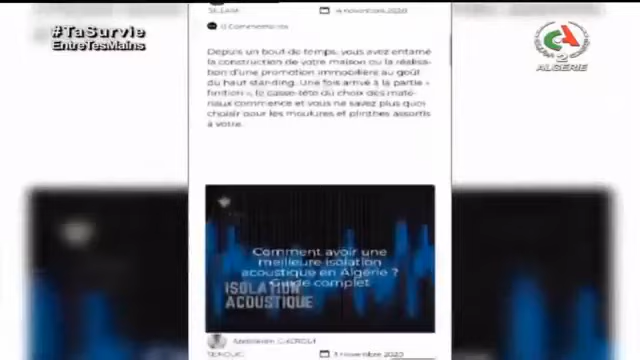 #TaSurvie
EntreTesMains
2
ALGERIE
4 novembre 2020
0 Commentaires
Depuis un bout de temps, vous avez entamé
la construction de votre maison ou la réalisa-
tion d'une promotion immobilière au goût
du haut standing. Une fois arrivé à la partie «
finition », le casse-tête du choix des maté-
riaux commence et vous ne savez plus quoi
choisir pour les moulures et plinthes assortis
à votre
Comment avoir une
meilleure isolation
acoustique en Algérie ?
Guide complet
ISOLATION
ACOUSTIQUE
3 novembre 2020